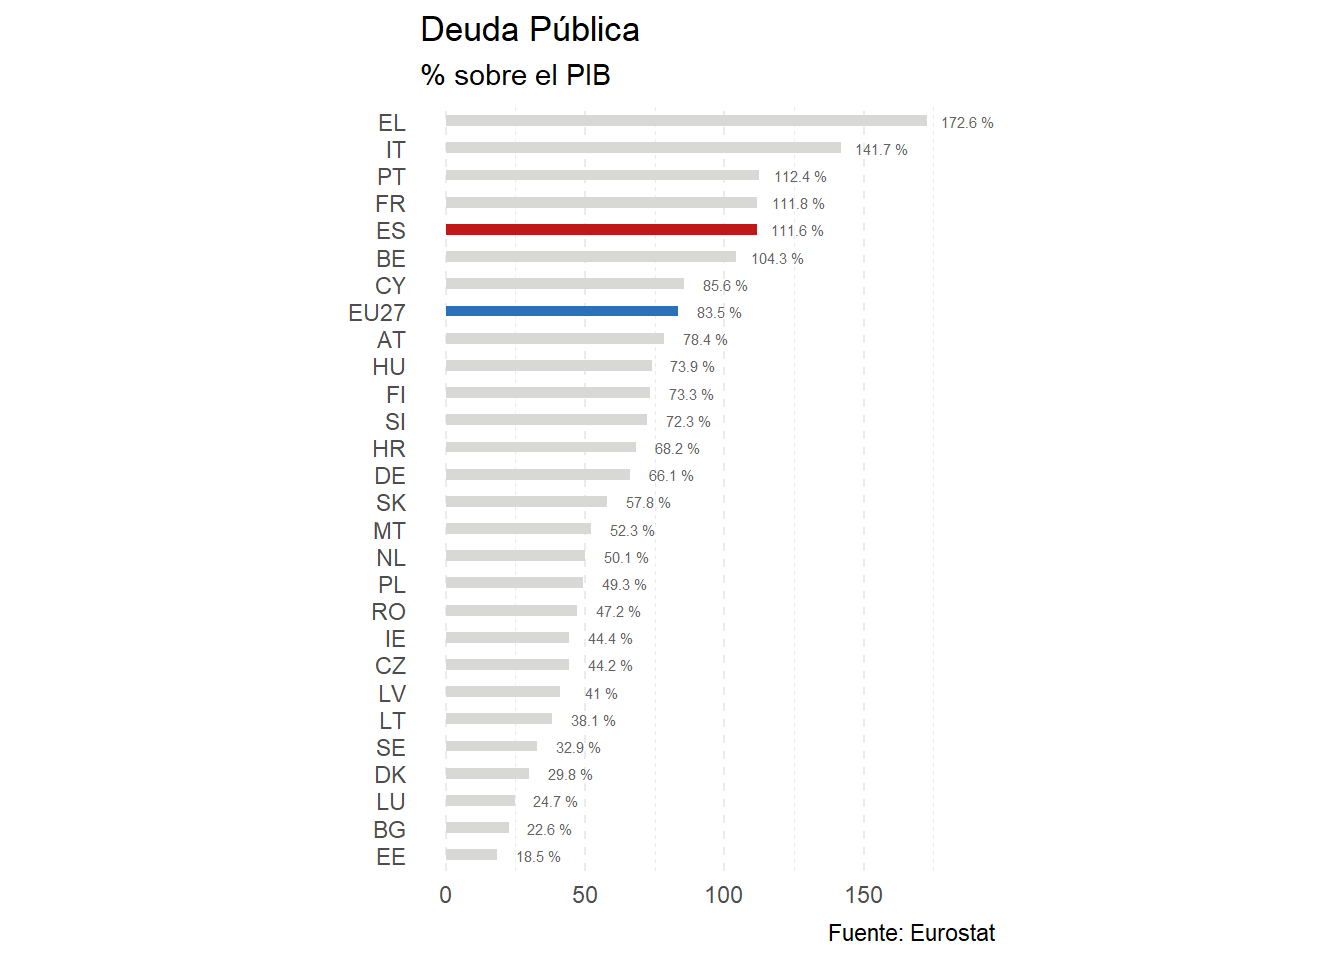 Deuda Pública
% sobre el PIB
EL 172.6 %
IT 141.7 %
PT 112.4 %
FR 111.8 %
ES 111.6 %
BE 104.3 %
CY 85.6 %
EU27 83.5 %
AT 78.4 %
HU 73.9 %
FI 73.3 %
SI 72.3 %
HR 68.2 %
DE 66.1 %
SK 57.8 %
MT 52.3 %
NL 50.1 %
PL 49.3 %
RO 47.2 %
IE 44.4 %
CZ 44.2 %
LV 41 %
LT 38.1 %
SE 32.9 %
DK 29.8 %
LU 24.7 %
BG 22.6 %
EE 18.5 %
0 50 100 150
Fuente: Eurostat